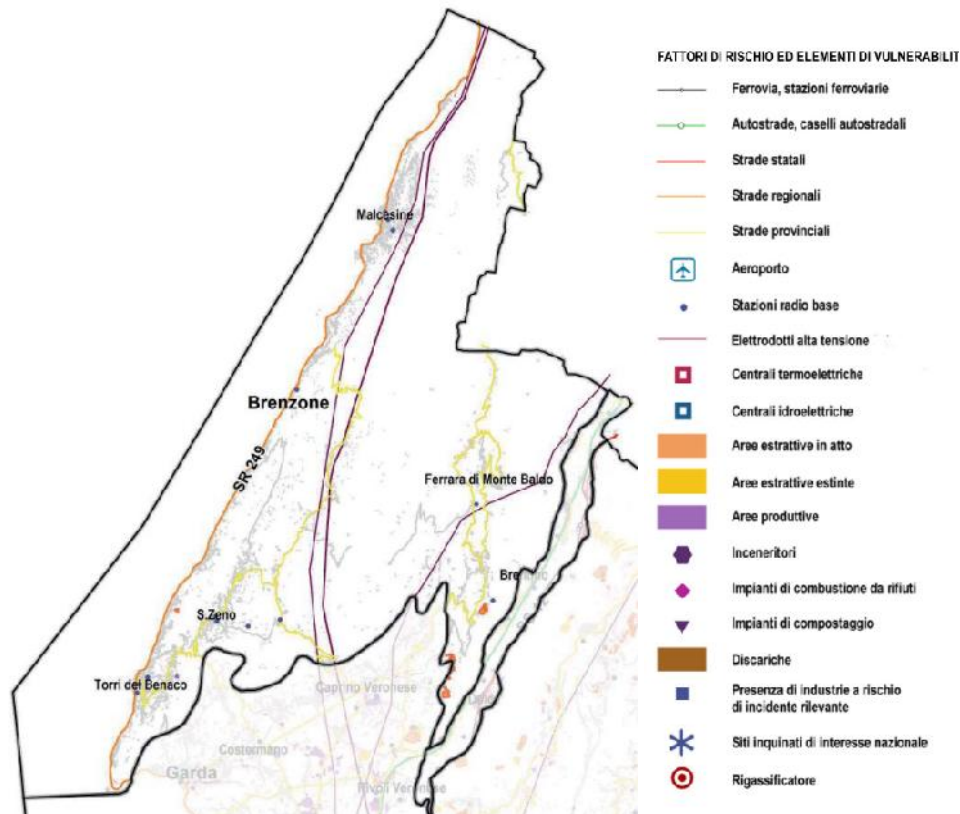 FATTORI DI RISCHIO ED ELEMENTI DI VULNERABILIT
Ferrovia, stazioni ferroviarie
Autostrade, caselli autostradali
Strade statali
Strade regionali
Strade provinciali
Aeroporto
Stazioni radio base
Elettrodotti alta tensione
Centrali termoelettriche
Centrali idroelettriche
Aree estrattive in atto
Aree estrattive estinte
Aree produttive
Inceneritori
Impianti di combustione da rifiuti
Impianti di compostaggio
Discariche
Presenza di industrie a rischio
di incidente rilevante
Siti inquinati di interesse nazionale
Rigassificatore
Malcesine
Brenzone
SR 249
Ferrara di Monte Baldo
S.Zeno
Torri del Benaco
Caprino Veronese
Costermano
Garda
Rivoli Veronese